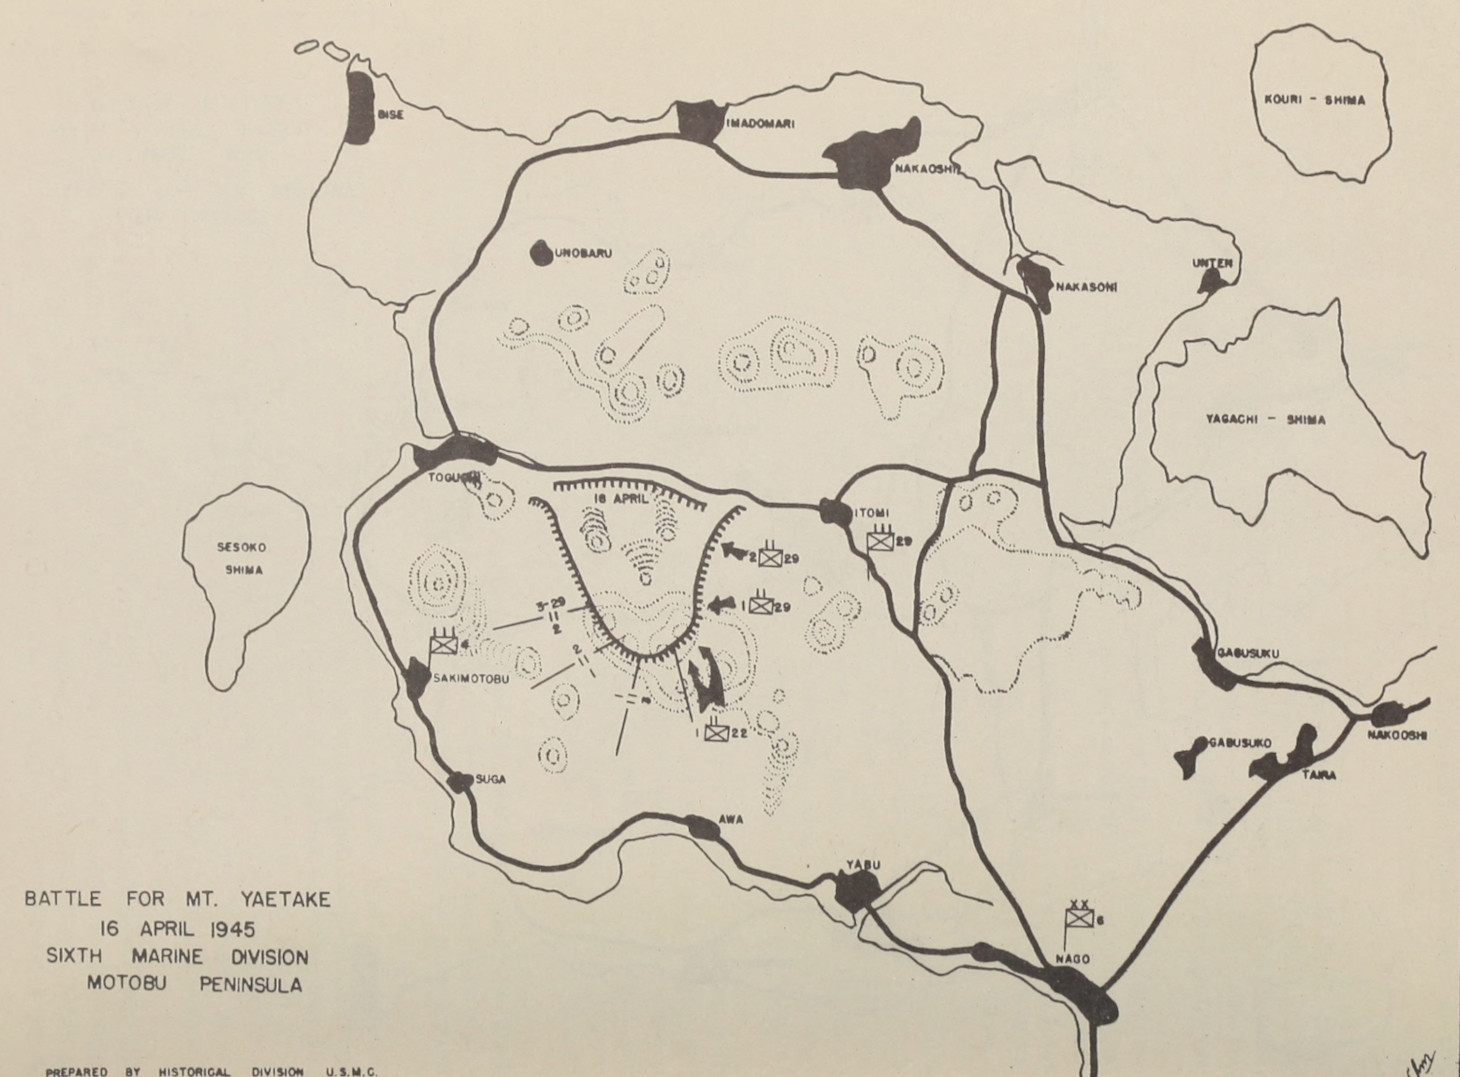 KOURI - SHIMA
BISE
IMADOMARI
NAKAOSHI
UNOBARU
UNTEN
NAKASONI
YAGACHI - SHIMA
TOGUCHI
16 APRIL
ITOMI
29
SESOKO
SHIMA
2 29
1 29
3-29
2
4
2
SAKIMOTOBU
GABUSUKU
1 22
NAKOOSHI
GABUSUKO
TAIRA
SUGA
AWA
YABU
XX
6
NAGO
BATTLE FOR MT. YAETAKE
16 APRIL 1945
SIXTH MARINE DIVISION
MOTOBU PENINSULA
PREPARED BY HISTORICAL DIVISION U.S.M.C.